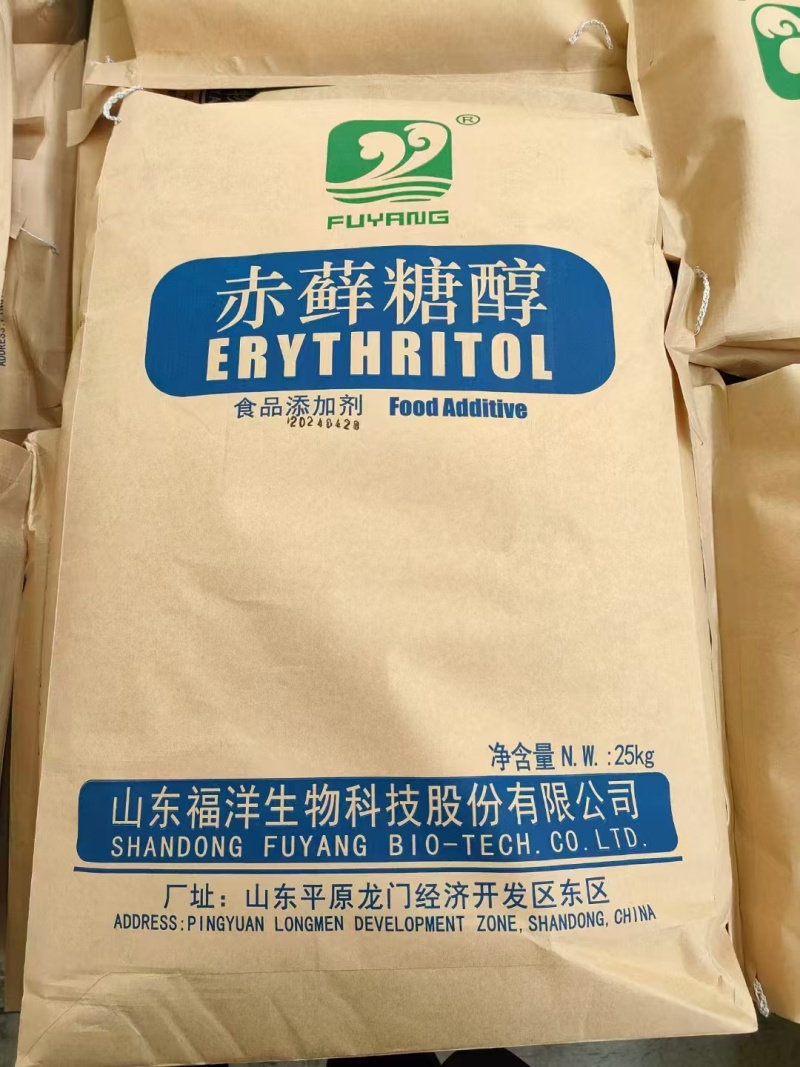 ®
FUYANG
赤藓糖醇
ERYTHRITOL
食品添加剂 Food Additive
20240428
净含量 N.W.:25kg
山东福洋生物科技股份有限公司
SHANDONG FUYANG BIO-TECH.CO.LTD.
厂址：山东平原龙门经济开发区东区
ADDRESS:PINGYUAN LONGMEN DEVELOPMENT ZONE,SHANDONG,CHINA